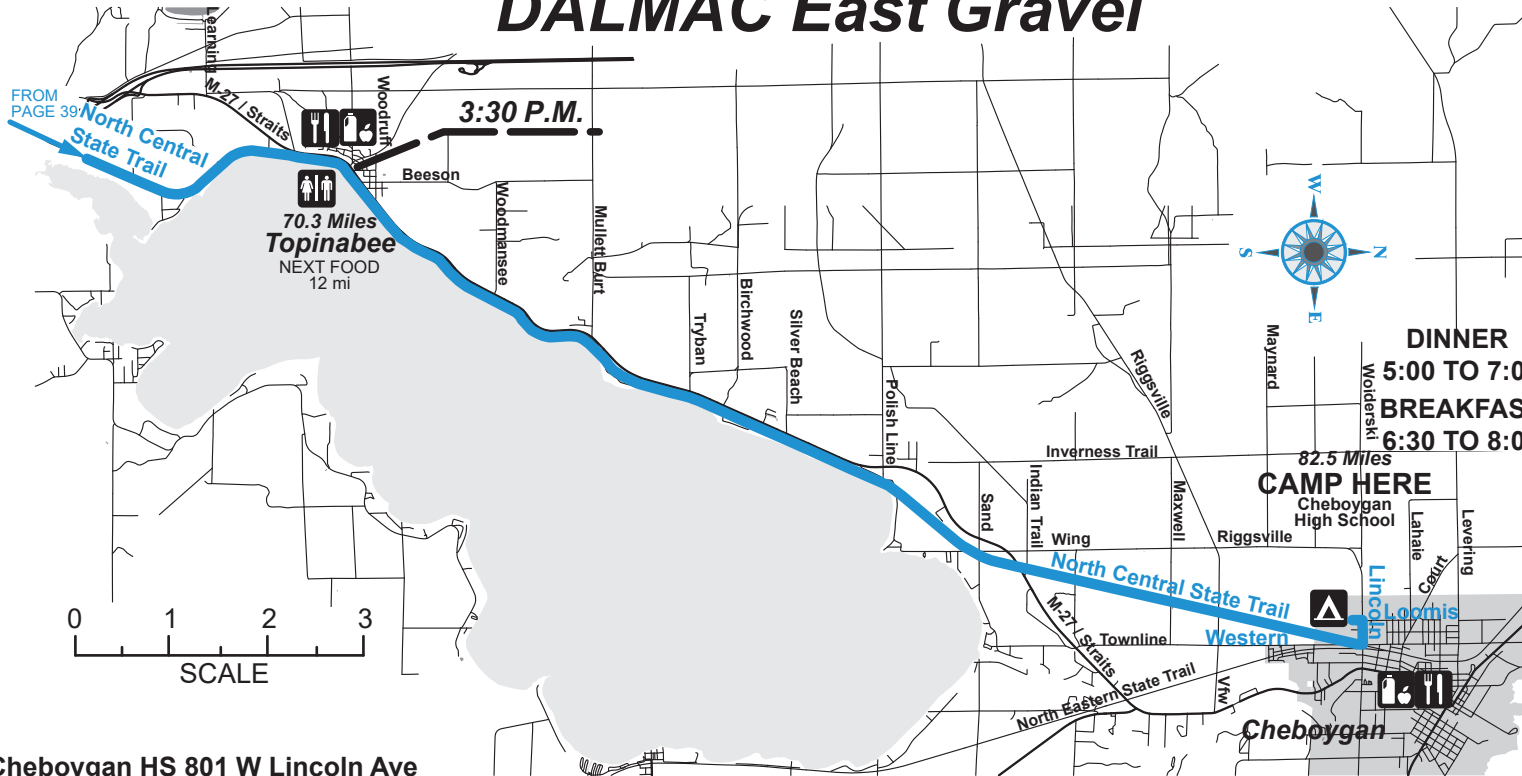 DALMAC East Gravel
FROM
PAGE 39
North Central
State Trail
Learning
M-27 / Straits
Woodruff
3:30 P.M.
Beeson
70.3 Miles
Topinabee
NEXT FOOD
12 mi
Woodmansee
Mullett Burt
Tryban
Birchwood
Silver Beach
Polish Line
Riggsville
Maynard
Woiderski
W
N
S
E
DINNER
5:00 TO 7:0
BREAKFAS
6:30 TO 8:0
Inverness Trail
82.5 Miles
CAMP HERE
Cheboygan
High School
Sand
Indian Trail
Maxwell
Wing
Riggsville
Lahaie
Court
Levering
North Central State Trail
Lincoln
Loomis
Western
M-27 / Straits
Townline
North Eastern State Trail
Vfw
Cheboygan
0 1 2 3
SCALE
Cheboygan HS 801 W Lincoln Ave